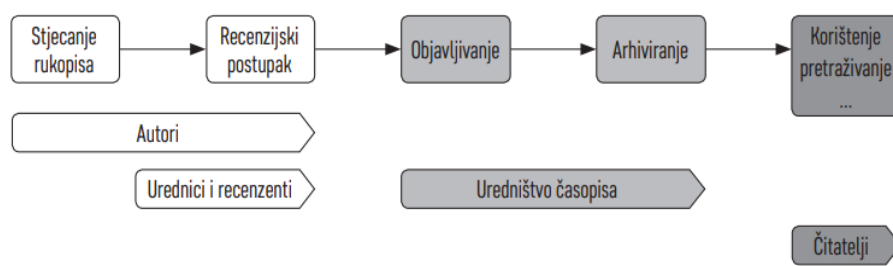 Stjecanje
rukopisa
Recenzijski
postupak
Objavljivanje
Arhiviranje
Korištenje
pretraživanje
...
Autori
Urednici i recenzenti
Uredništvo časopisa
Čitatelji